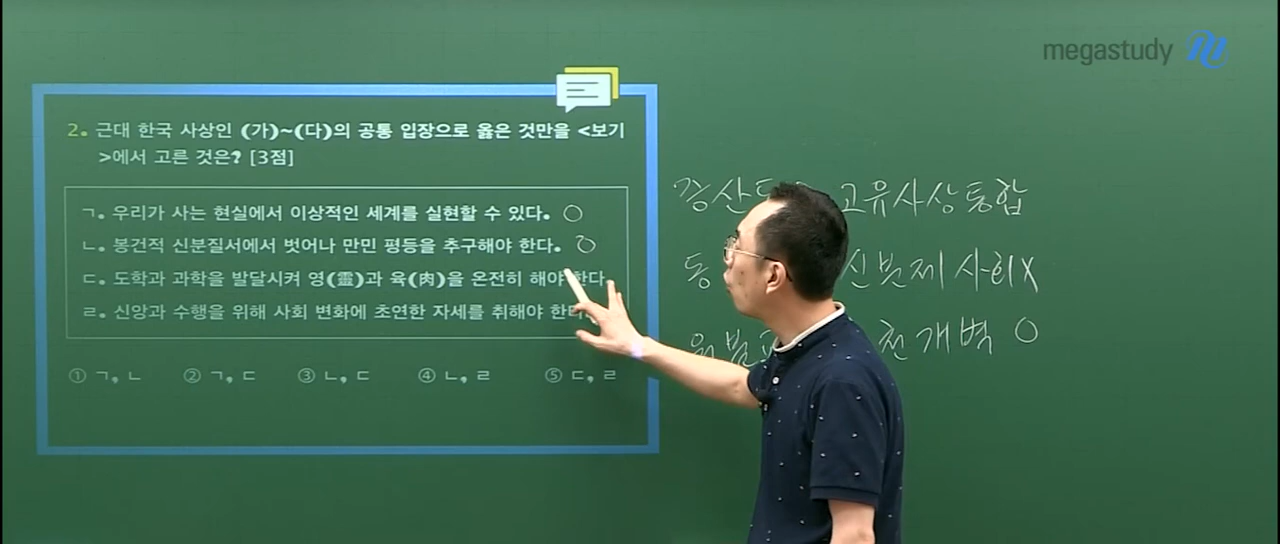 megastudy
2. 근대 한국 사상인 (가)~(다)의 공통 입장으로 옳은 것만을 <보기
>에서 고른 것은? [3점]
ㄱ. 우리가 사는 현실에서 이상적인 세계를 실현할 수 있다. ○
ㄴ. 봉건적 신분질서에서 벗어나 만민 평등을 추구해야 한다. ○
ㄷ. 도학과 과학을 발달시켜 영(靈)과 육(肉)을 온전히 해야 한다.
ㄹ. 신앙과 수행을 위해 사회 변화에 초연한 자세를 취해야
① ㄱ, ㄴ ② ㄱ, ㄷ ③ ㄴ, ㄷ ④ ㄴ, ㄹ ⑤ ㄷ, ㄹ
증산 고유사상 통합
동 신분제 사회 X
개벽 ○